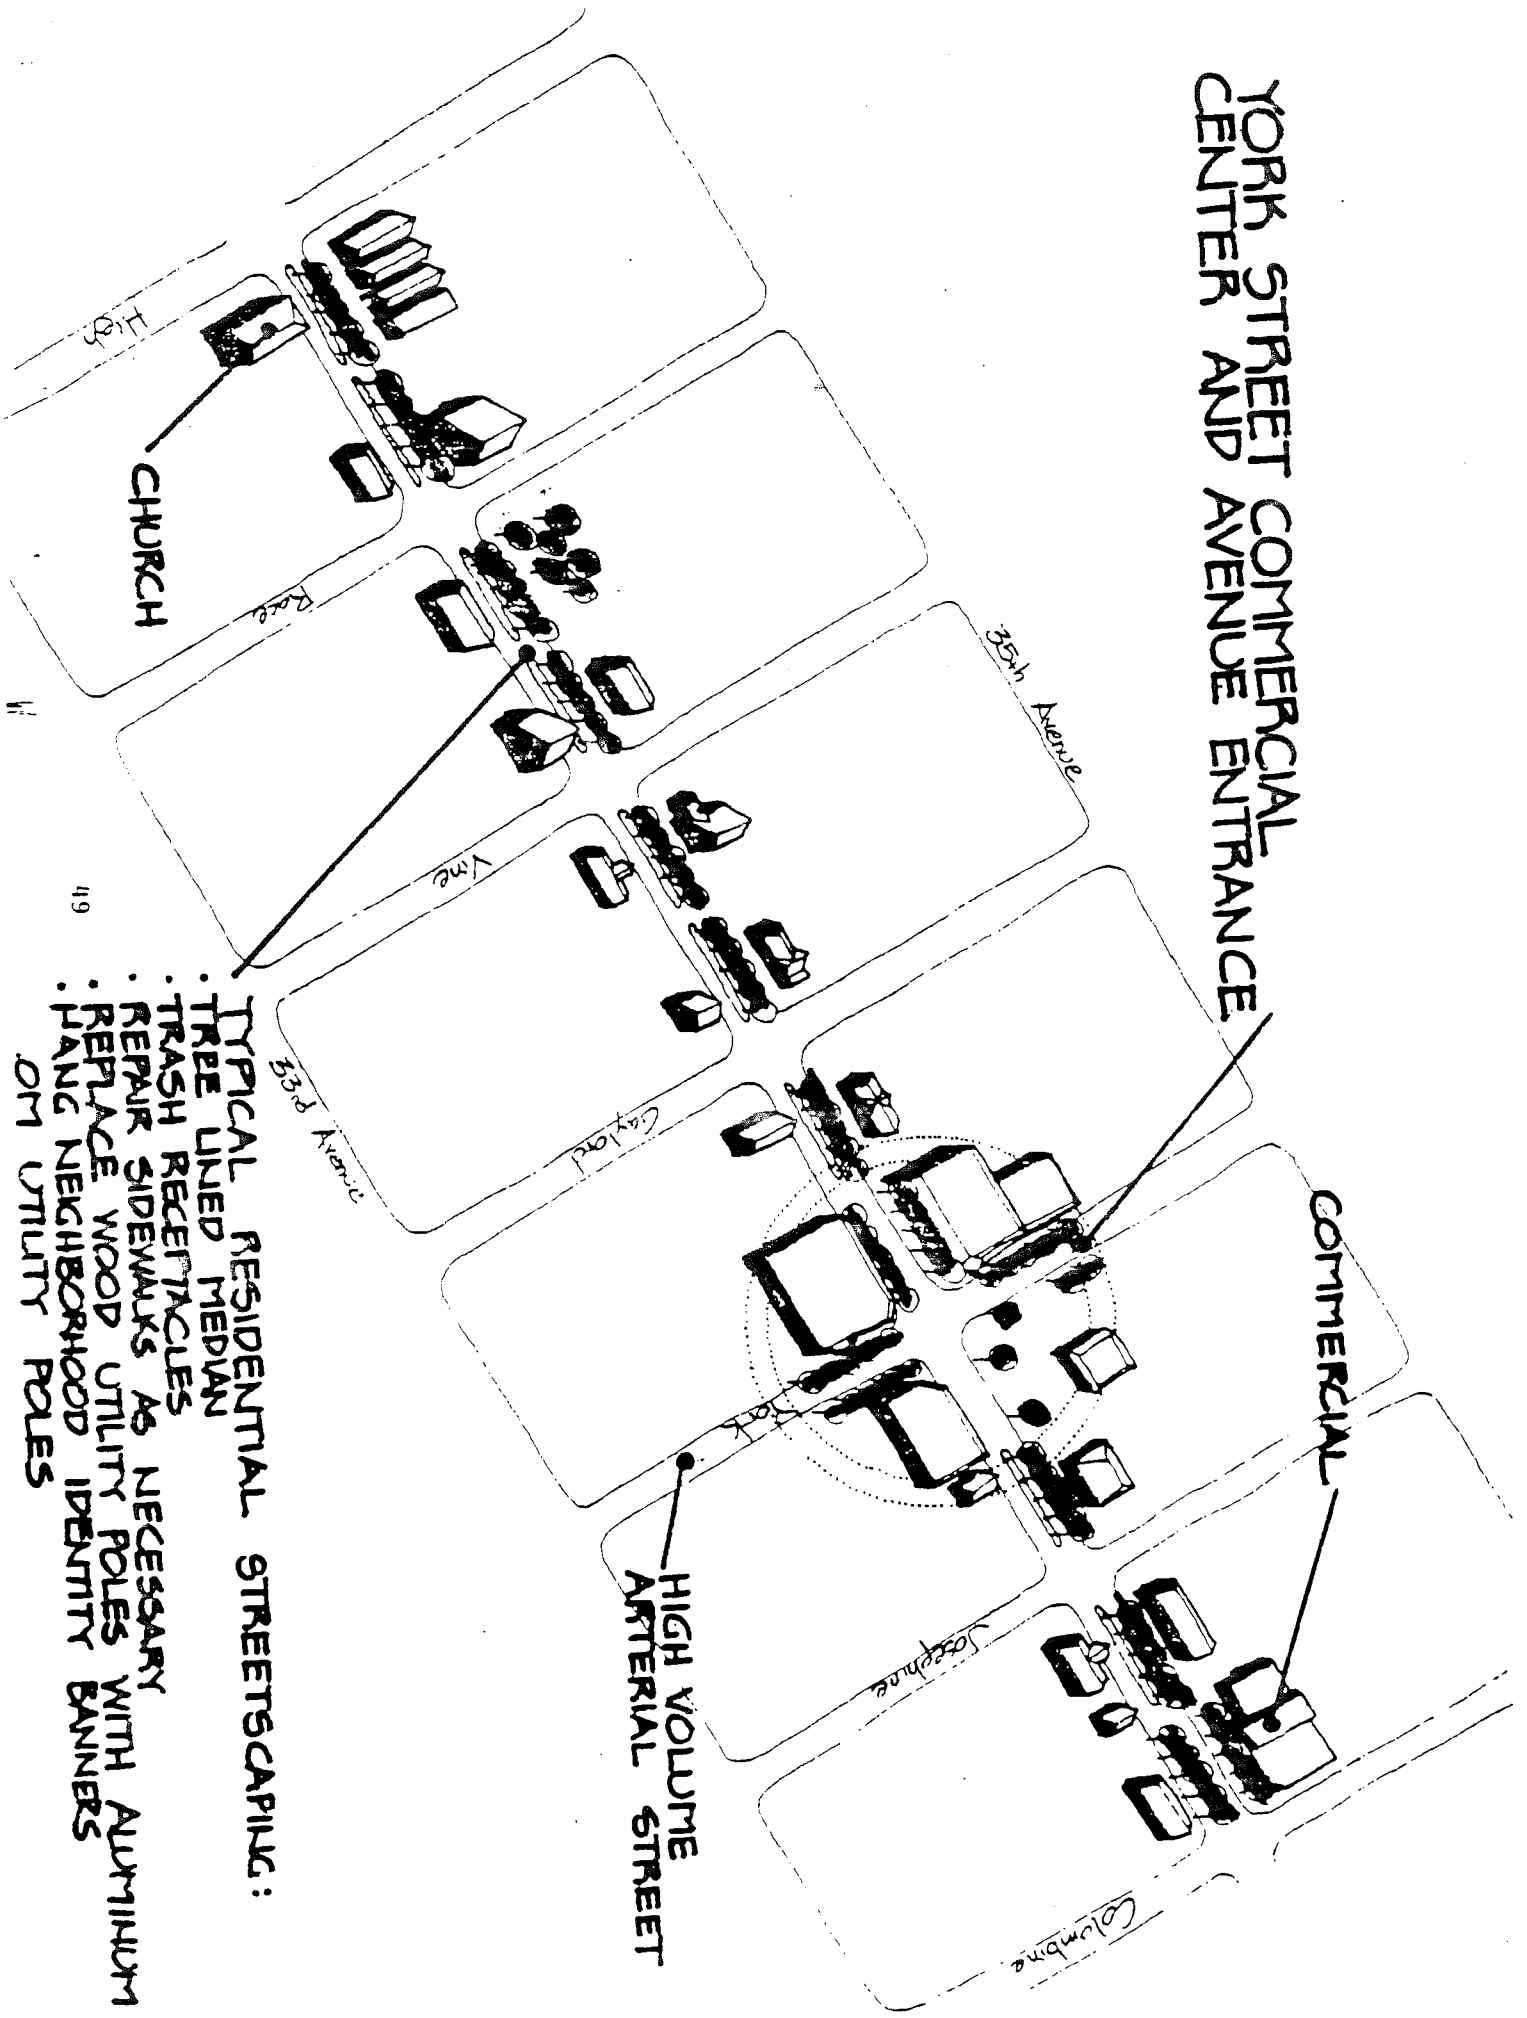 YORK STREET COMMERCIAL
CENTER AND AVENUE ENTRANCE
COMMERCIAL
35th Avenue
CHURCH
High
Race
Vine
33rd Avenue
Gaylord
York
HIGH VOLUME
ARTERIAL STREET
Josephine
Columbine
TYPICAL RESIDENTIAL STREETSCAPING:
· TREE LINED MEDIAN
· TRASH RECEPTACLES
· REPAIR SIDEWALKS AS NECESSARY
· REPLACE WOOD UTILITY POLES WITH ALUMINUM
· HANG NEIGHBORHOOD IDENTITY BANNERS
OM UTILITY POLES
49